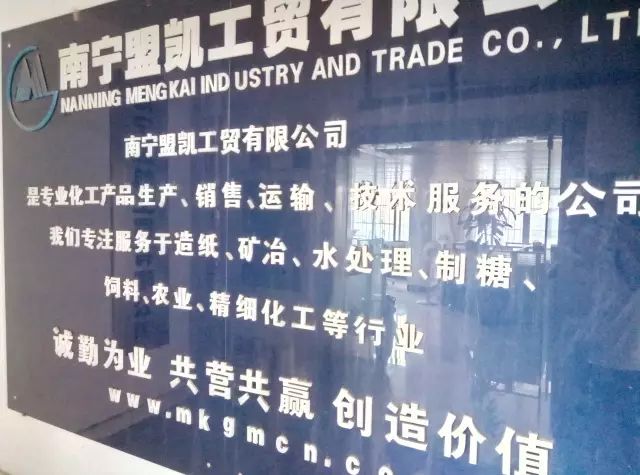 南宁盟凯工贸有限公
NANNING MENGKAI INDUSTRY AND TRADE CO., LT
南宁盟凯工贸有限公司
是专业化工产品生产、销售、运输、技术服务的公司
我们专注服务于造纸、矿冶、水处理、制糖、
饲料、农业、精细化工等行业
诚勤为业 共营共赢 创造价值
www.mkgmcn.c